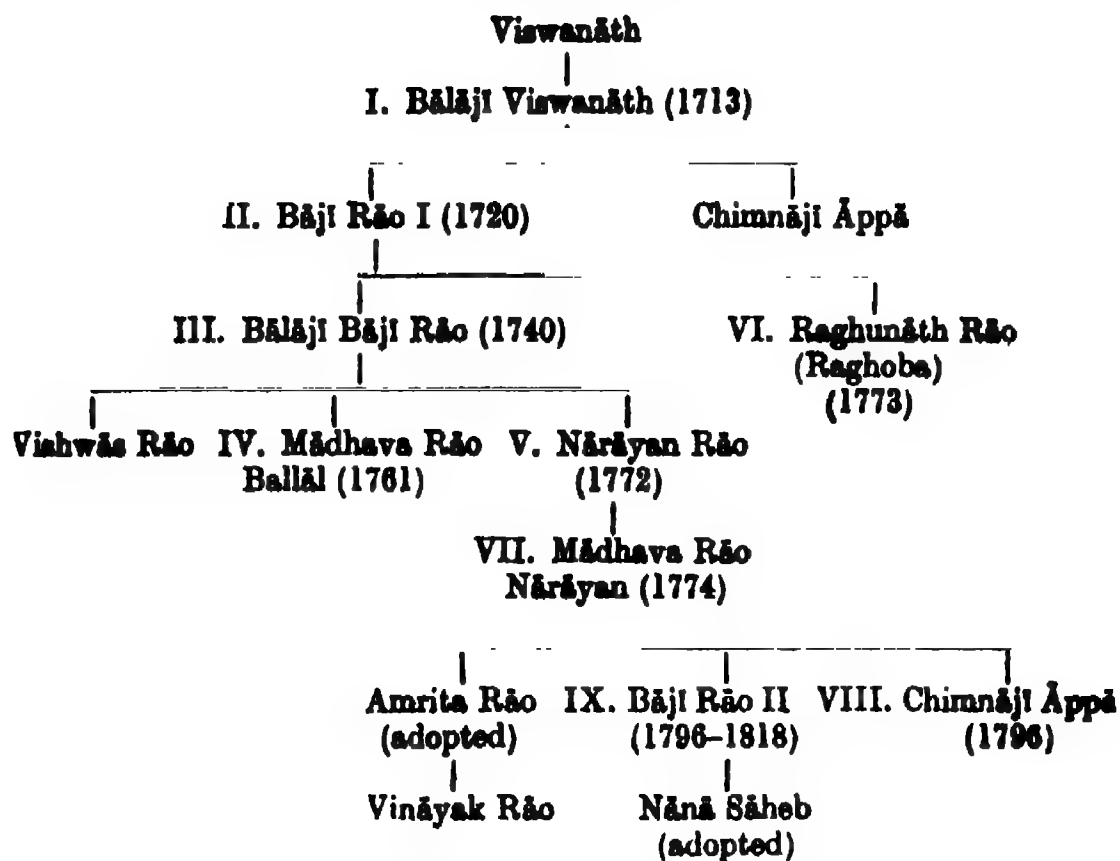 Viswanāth
I. Bālājī Viswanāth (1713)
II. Bājī Rāo I (1720)
Chimnājī Āppā
III. Bālājī Bājī Rāo (1740)
VI. Raghunāth Rāo
(Raghoba)
(1773)
Vishwās Rāo
IV. Mādhava Rāo
Ballāl (1761)
V. Nārāyan Rāo
(1772)
VII. Mādhava Rāo
Nārāyan (1774)
Amrita Rāo
(adopted)
IX. Bājī Rāo II
(1796–1818)
VIII. Chimnājī Āppā
(1796)
Vināyak Rāo
Nānā Sāheb
(adopted)